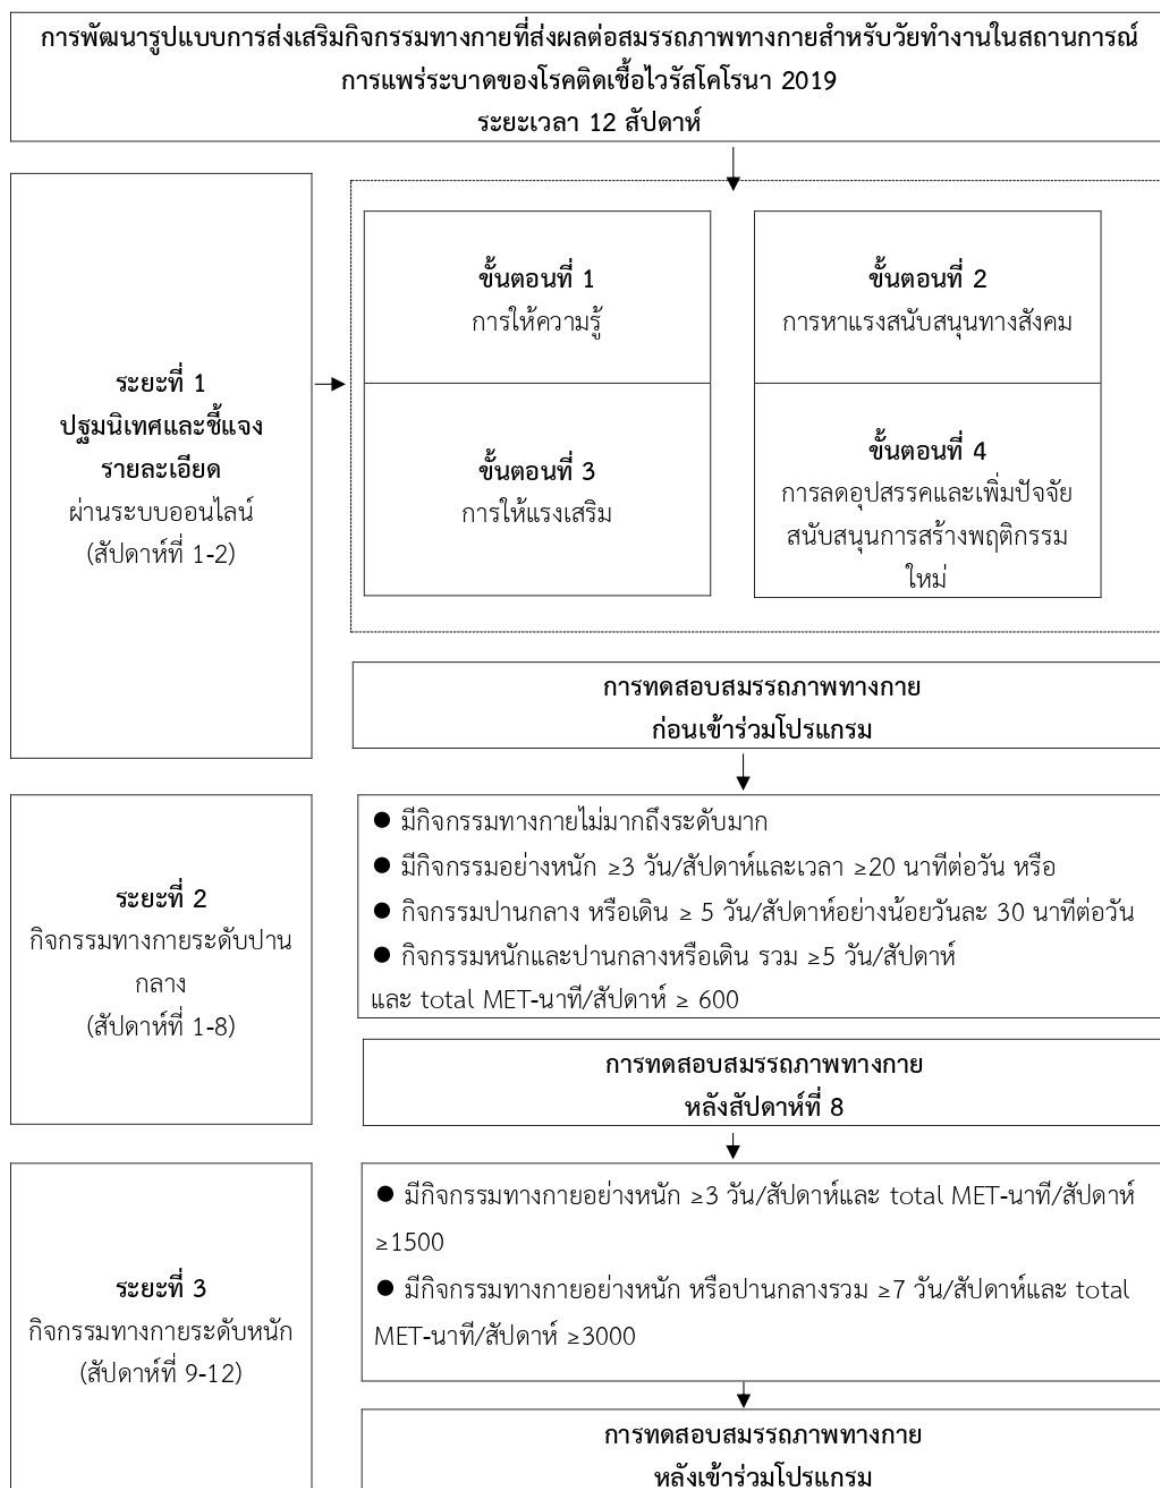 การพัฒนารูปแบบการส่งเสริมกิจกรรมทางกายที่ส่งผลต่อสมรรถภาพทางกายสำหรับวัยทำงานในสถานการณ์
การแพร่ระบาดของโรคติดเชื้อไวรัสโคโรนา 2019
ระยะเวลา 12 สัปดาห์
ระยะที่ 1
ปฐมนิเทศและชี้แจง
รายละเอียด
ผ่านระบบออนไลน์
(สัปดาห์ที่ 1-2)
ขั้นตอนที่ 1
การให้ความรู้
ขั้นตอนที่ 2
การหาแรงสนับสนุนทางสังคม
ขั้นตอนที่ 3
การให้แรงเสริม
ขั้นตอนที่ 4
การลดอุปสรรคและเพิ่มปัจจัย
สนับสนุนการสร้างพฤติกรรม
ใหม่
การทดสอบสมรรถภาพทางกาย
ก่อนเข้าร่วมโปรแกรม
ระยะที่ 2
กิจกรรมทางกายระดับปาน
กลาง
(สัปดาห์ที่ 1-8)
● มีกิจกรรมทางกายไม่มากถึงระดับมาก
● มีกิจกรรมอย่างหนัก ≥3 วัน/สัปดาห์และเวลา ≥20 นาทีต่อวัน หรือ
● กิจกรรมปานกลาง หรือเดิน ≥ 5 วัน/สัปดาห์อย่างน้อยวันละ 30 นาทีต่อวัน
● กิจกรรมหนักและปานกลางหรือเดิน รวม ≥5 วัน/สัปดาห์
และ total MET-นาที/สัปดาห์ ≥ 600
การทดสอบสมรรถภาพทางกาย
หลังสัปดาห์ที่ 8
ระยะที่ 3
กิจกรรมทางกายระดับหนัก
(สัปดาห์ที่ 9-12)
● มีกิจกรรมทางกายอย่างหนัก ≥3 วัน/สัปดาห์และ total MET-นาที/สัปดาห์
≥1500
● มีกิจกรรมทางกายอย่างหนัก หรือปานกลางรวม ≥7 วัน/สัปดาห์และ total
MET-นาที/สัปดาห์ ≥3000
การทดสอบสมรรถภาพทางกาย
หลังเข้าร่วมโปรแกรม